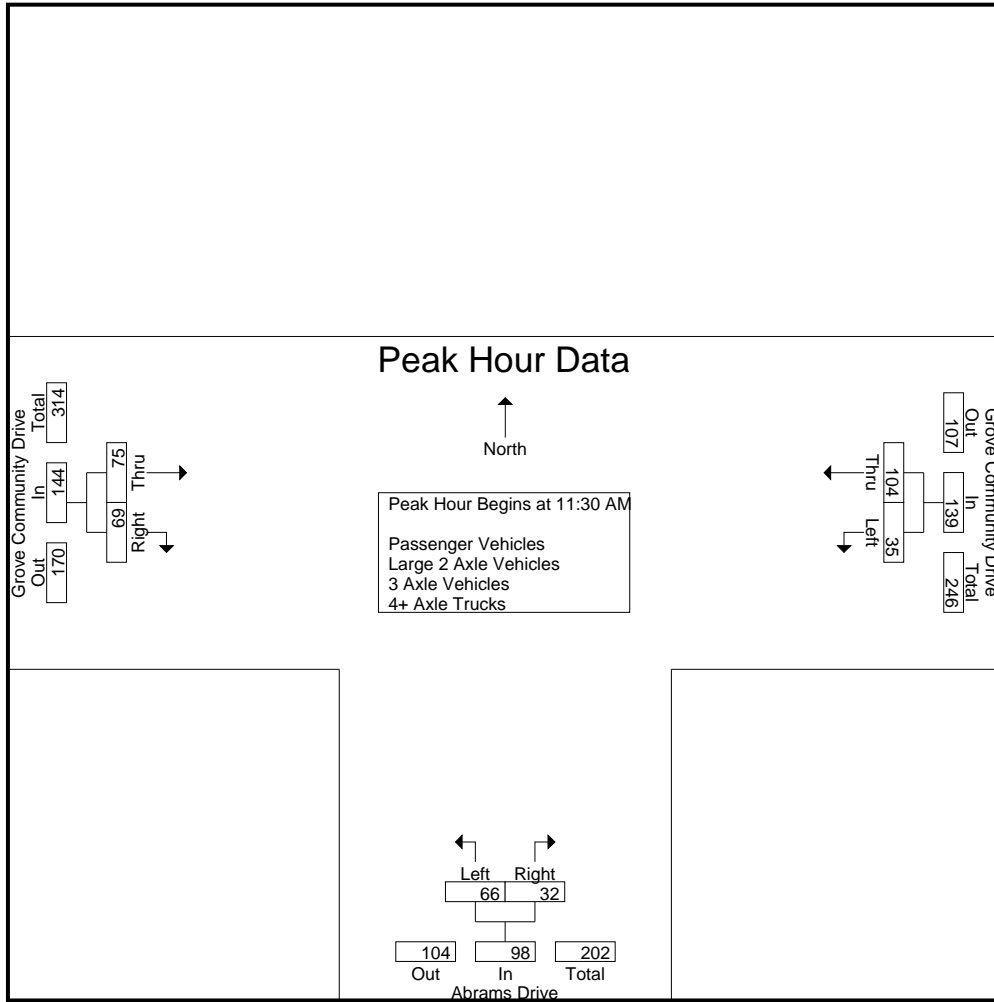 Peak Hour Data
North
Peak Hour Begins at 11:30 AM
Passenger Vehicles
Large 2 Axle Vehicles
3 Axle Vehicles
4+ Axle Trucks
Grove Community Drive
Out In Total
170 144 314
Right Thru
69 75
Grove Community Drive
Out In Total
107 139 246
Thru Left
104 35
Left Right
66 32
104 98 202
Out In Total
Abrams Drive